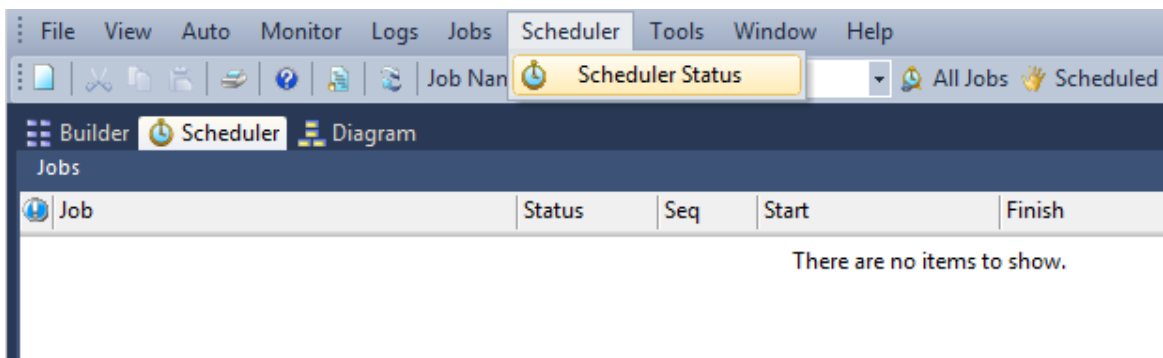 File View Auto Monitor Logs Jobs Scheduler Tools Window Help
Job Nan Scheduler Status All Jobs Scheduled
Builder Scheduler Diagram
Jobs
Job Status Seq Start Finish
There are no items to show.